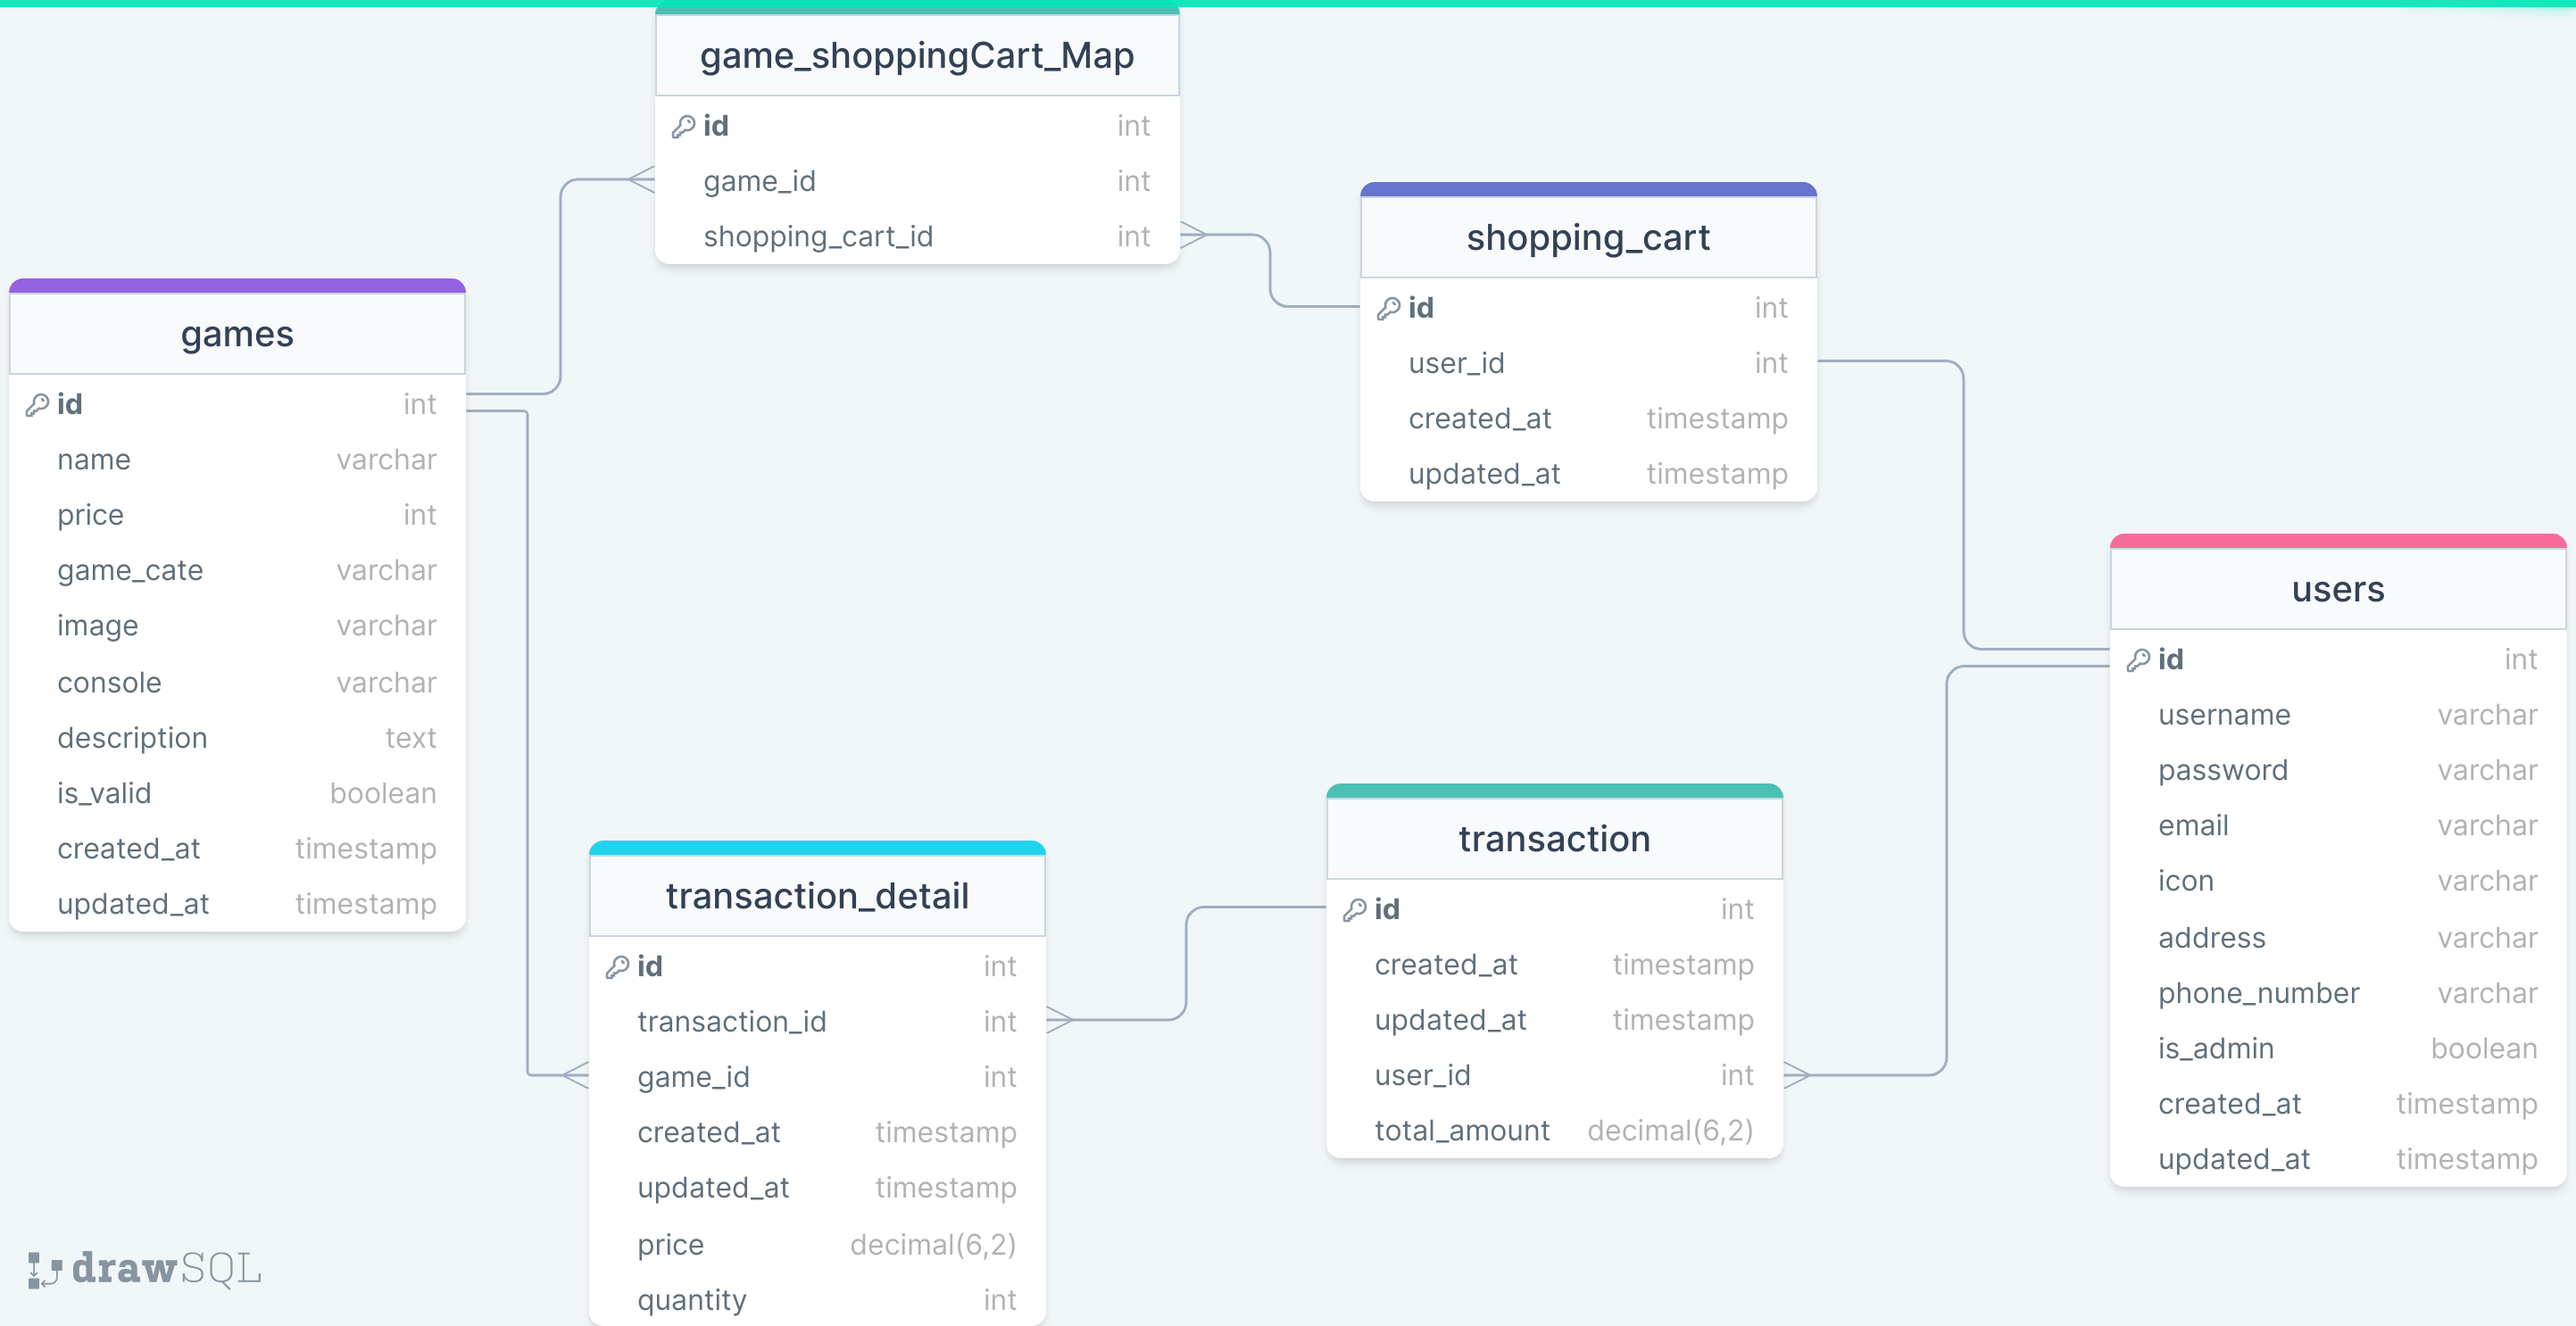 game_shoppingCart_Map
id int
game_id int
shopping_cart_id int
shopping_cart
id int
user_id int
created_at timestamp
updated_at timestamp
games
id int
name varchar
price int
game_cate varchar
image varchar
console varchar
description text
is_valid boolean
created_at timestamp
updated_at timestamp
users
id int
username varchar
password varchar
email varchar
icon varchar
address varchar
phone_number varchar
is_admin boolean
created_at timestamp
updated_at timestamp
transaction
id int
created_at timestamp
updated_at timestamp
user_id int
total_amount decimal(6,2)
transaction_detail
id int
transaction_id int
game_id int
created_at timestamp
updated_at timestamp
price decimal(6,2)
quantity int
drawSQL